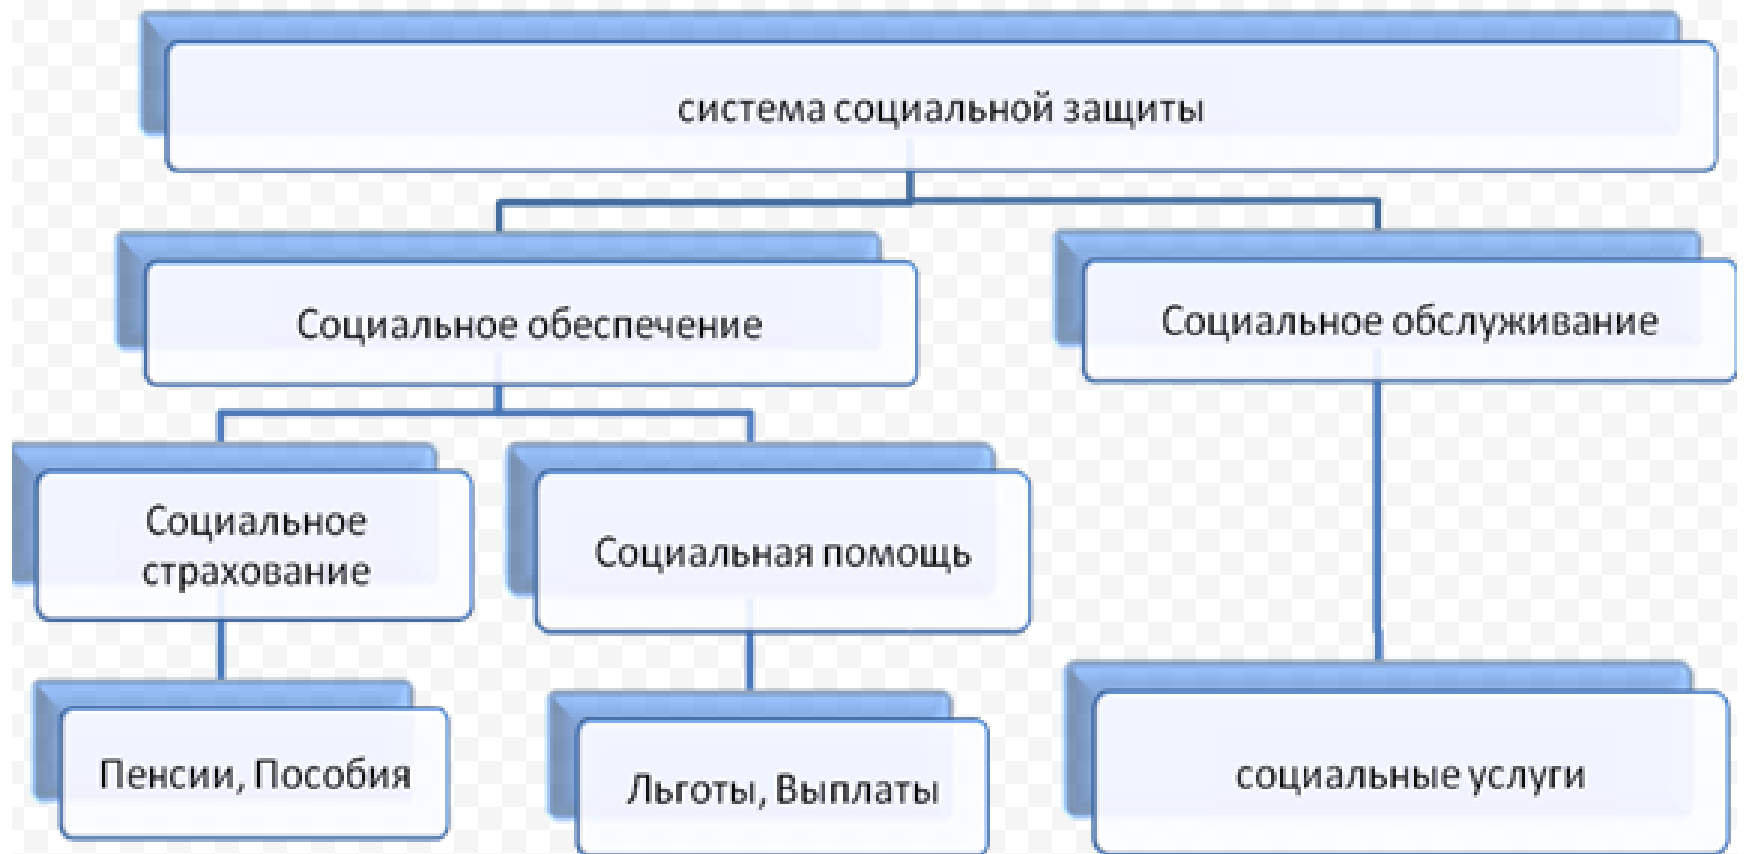 система социальной защиты
Социальное обеспечение
Социальное обслуживание
Социальное
страхование
Социальная помощь
Пенсии, Пособия
Льготы, Выплаты
социальные услуги